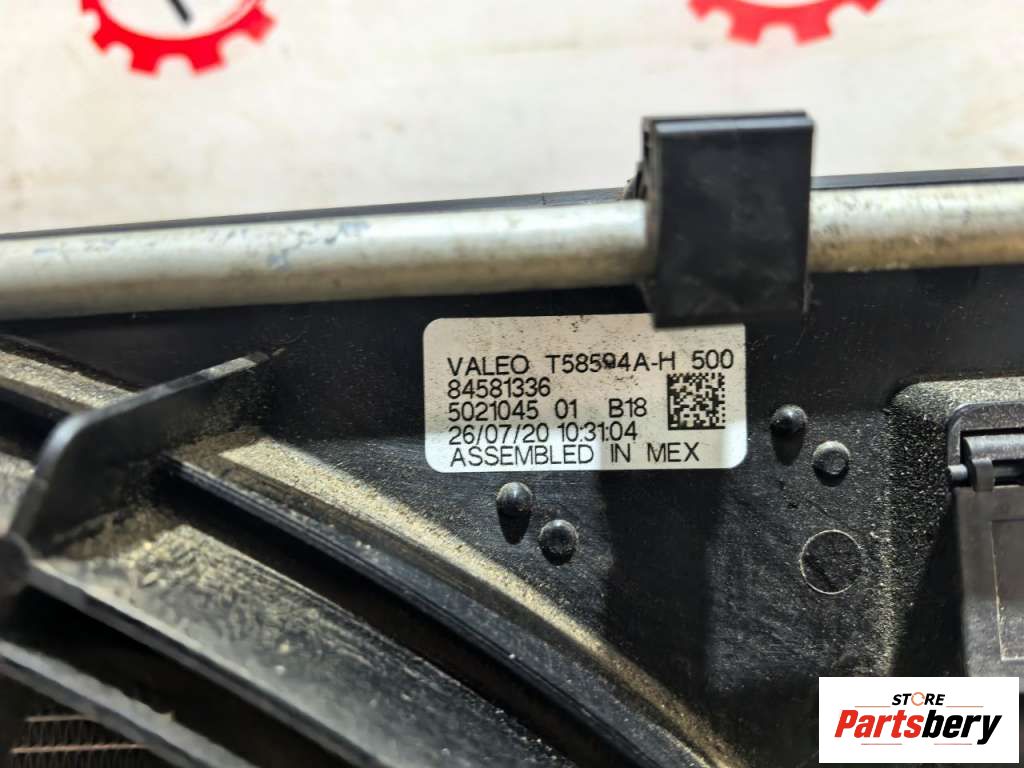 VALEO T58594A-H 500
84581336
5021045 01 B18
26/07/20 10:31:04
ASSEMBLED IN MEX
STORE
Partsbery